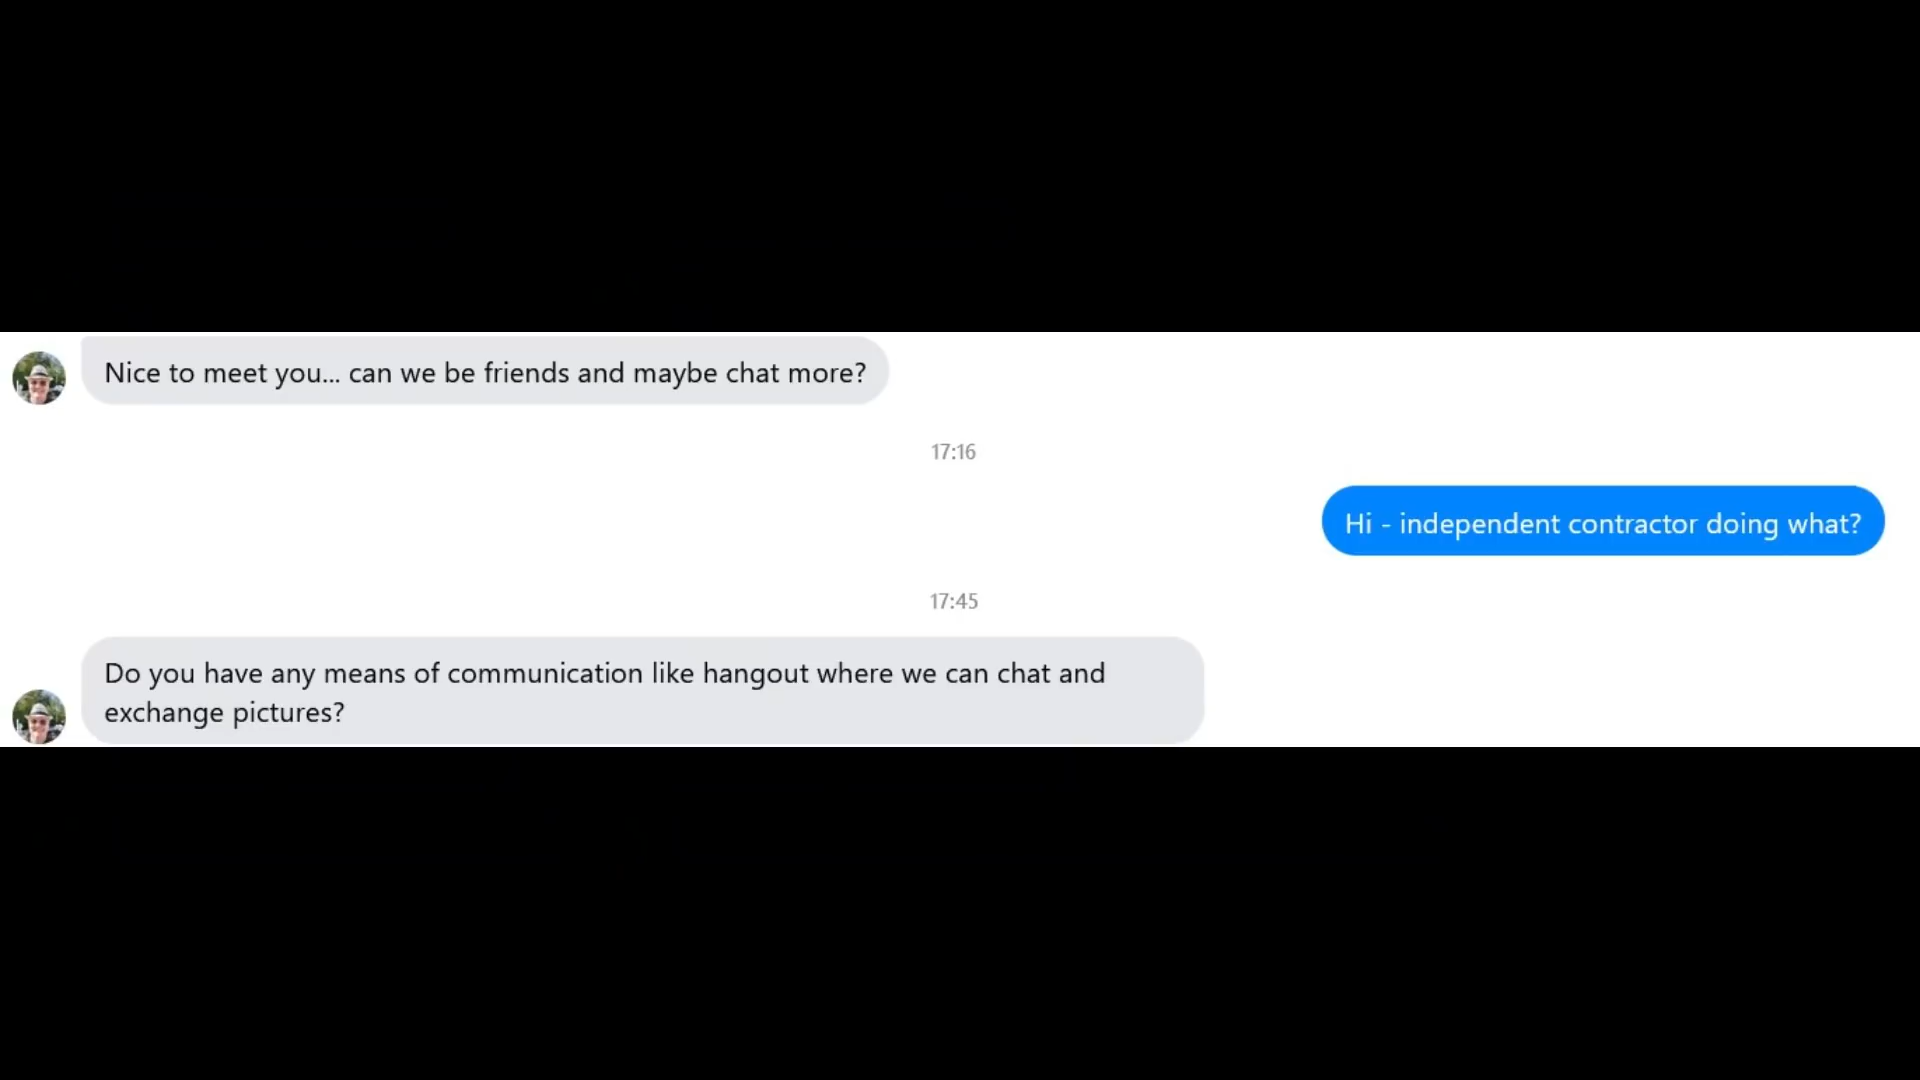 Nice to meet you... can we be friends and maybe chat more?
17:16
Hi - independent contractor doing what?
17:45
Do you have any means of communication like hangout where we can chat and
exchange pictures?